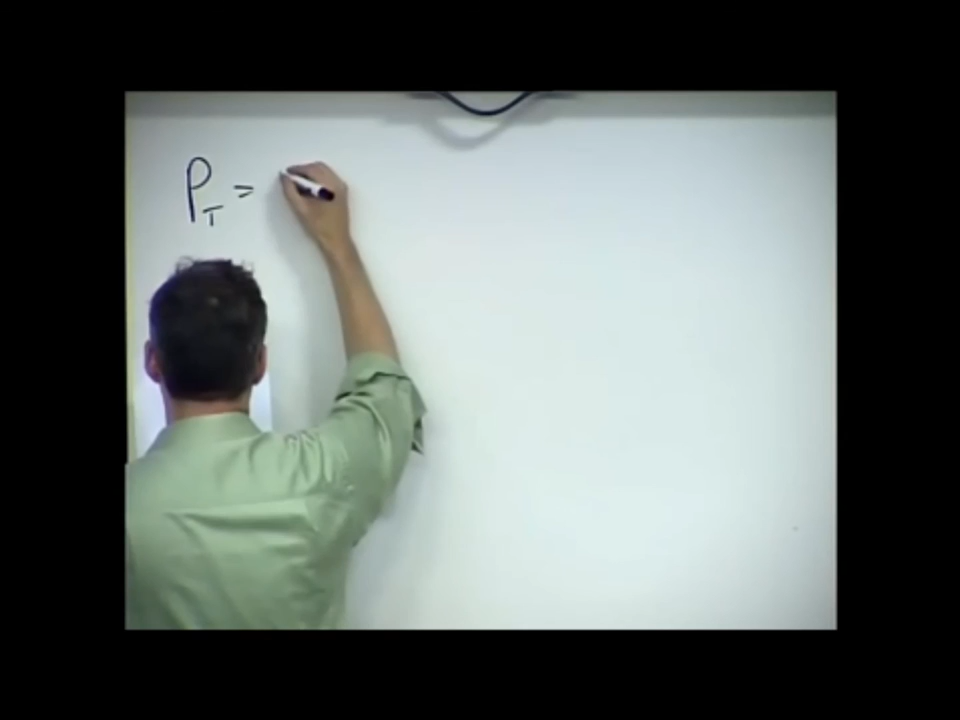 P_T =